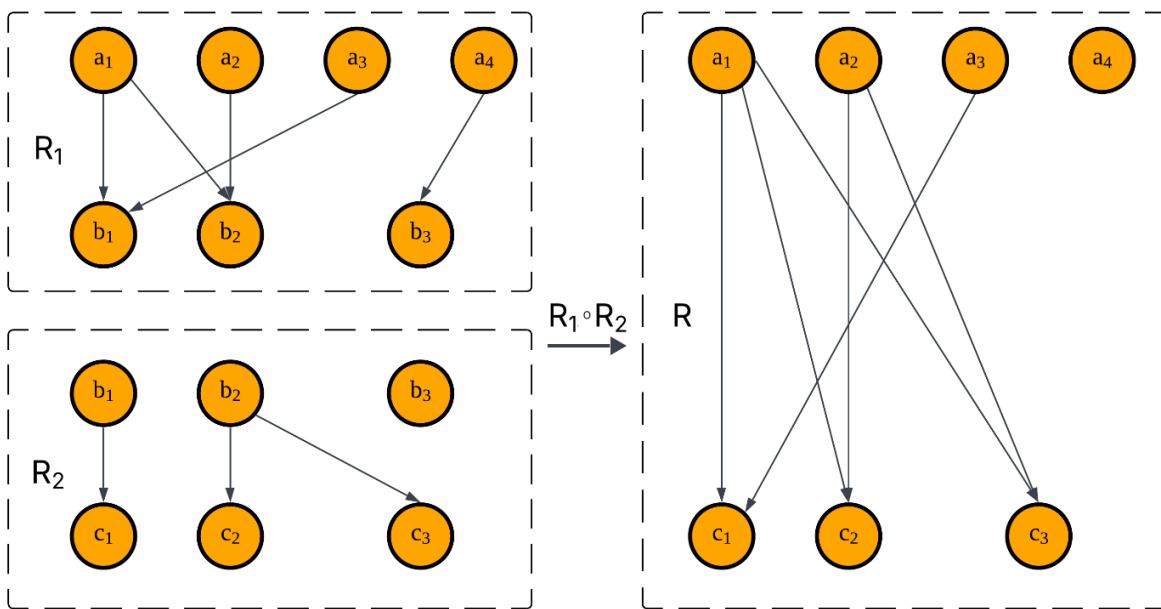 a₁ a₂ a₃ a₄
R₁
b₁ b₂ b₃
b₁ b₂ b₃
R₂
c₁ c₂ c₃
R₁∘R₂
a₁ a₂ a₃ a₄
R
c₁ c₂ c₃